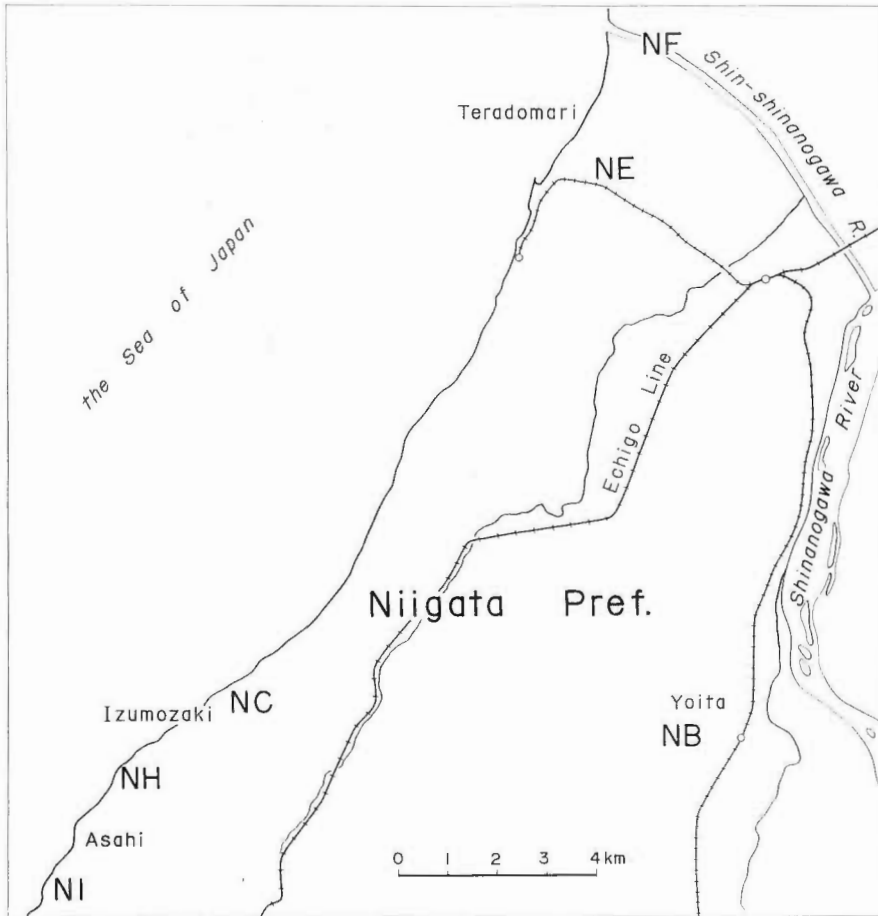 NF
Shin-shinanogawa R.
Teradomari
NE
the Sea of Japan
Echigo Line
Shinanogawa River
Niigata Pref.
Izumozaki
NC
Yoita
NB
NH
Asahi
NI
0 1 2 3 4 km